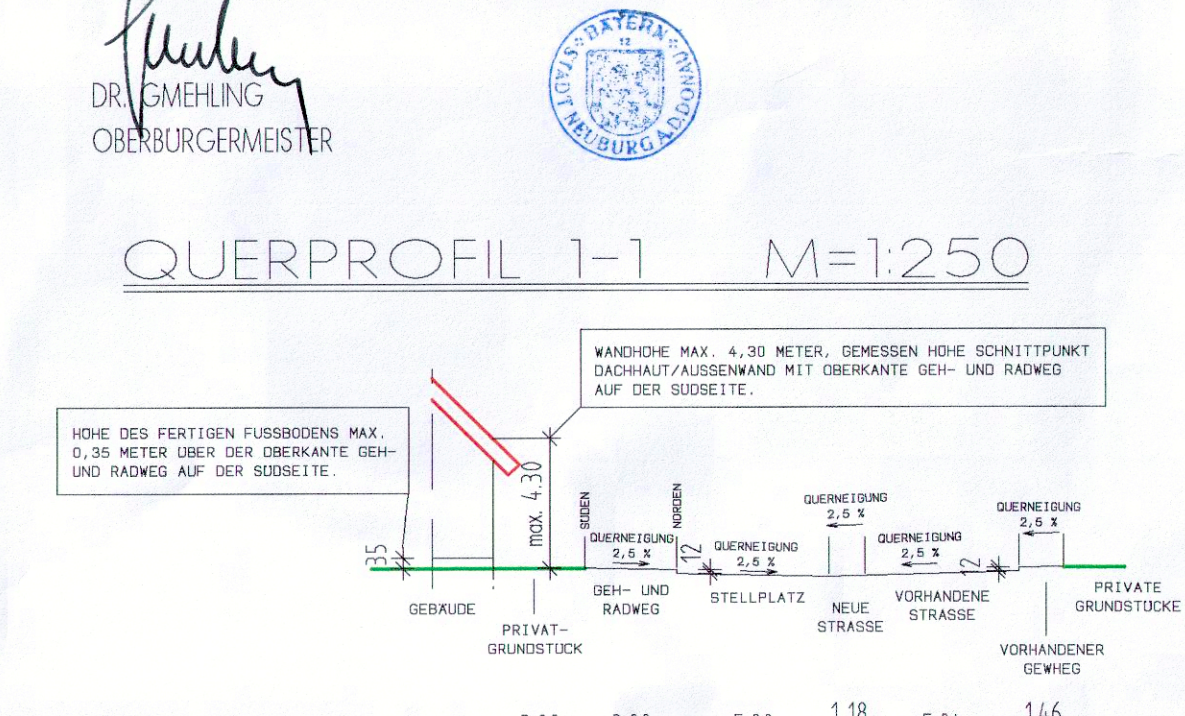 DR. GMEHLING
OBERBÜRGERMEISTER
BAYERN
12
STADT NEUBURG A.D.DONAU
QUERPROFIL 1-1 M=1:250
WANDHÖHE MAX. 4,30 METER, GEMESSEN HÖHE SCHNITTPUNKT
DACHHAUT/AUSSENWAND MIT OBERKANTE GEH- UND RADWEG
AUF DER SÜDSEITE.
HÖHE DES FERTIGEN FUSSBODENS MAX.
0,35 METER ÜBER DER OBERKANTE GEH-
UND RADWEG AUF DER SÜDSEITE.
35
max. 4.30
SÜDEN
NORDEN
QUERNEIGUNG
2,5 %
12
QUERNEIGUNG
2,5 %
QUERNEIGUNG
2,5 %
QUERNEIGUNG
2,5 %
12
QUERNEIGUNG
2,5 %
GEBÄUDE
PRIVAT-
GRUNDSTÜCK
GEH- UND
RADWEG
STELLPLATZ
NEUE
STRASSE
VORHANDENE
STRASSE
VORHANDENER
GEWHEG
PRIVATE
GRUNDSTÜCKE
1.18
1.46